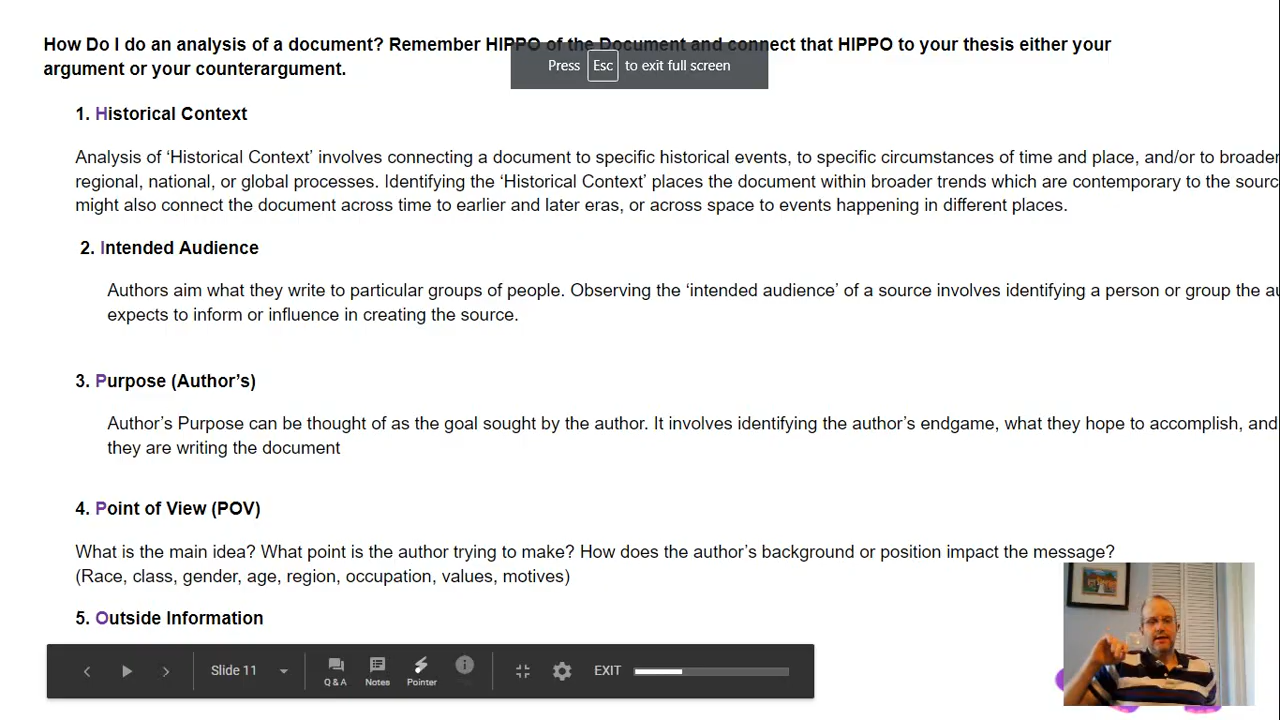 How Do I do an analysis of a document? Remember HIPPO of the Document and connect that HIPPO to your thesis either your
argument or your counterargument.
Press Esc to exit full screen
1. Historical Context
Analysis of ‘Historical Context’ involves connecting a document to specific historical events, to specific circumstances of time and place, and/or to broader
regional, national, or global processes. Identifying the ‘Historical Context’ places the document within broader trends which are contemporary to the sourc
might also connect the document across time to earlier and later eras, or across space to events happening in different places.
2. Intended Audience
Authors aim what they write to particular groups of people. Observing the ‘intended audience’ of a source involves identifying a person or group the au
expects to inform or influence in creating the source.
3. Purpose (Author’s)
Author’s Purpose can be thought of as the goal sought by the author. It involves identifying the author’s endgame, what they hope to accomplish, and
they are writing the document
4. Point of View (POV)
What is the main idea? What point is the author trying to make? How does the author’s background or position impact the message?
(Race, class, gender, age, region, occupation, values, motives)
5. Outside Information
Slide 11
Q & A Notes Pointer
EXIT